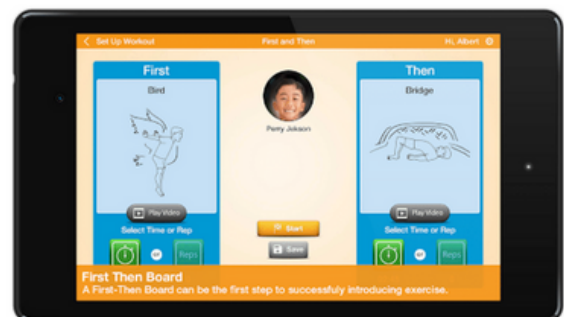 Set Up Workout
First and Then
Hi, Albert
First
Bird
Play Video
Select Time or Rep
or
Reps
Perry Jekson
Start
Save
Then
Bridge
Play Video
Select Time or Rep
or
Reps
First Then Board
A First-Then Board can be the first step to successfuly introducing exercise.